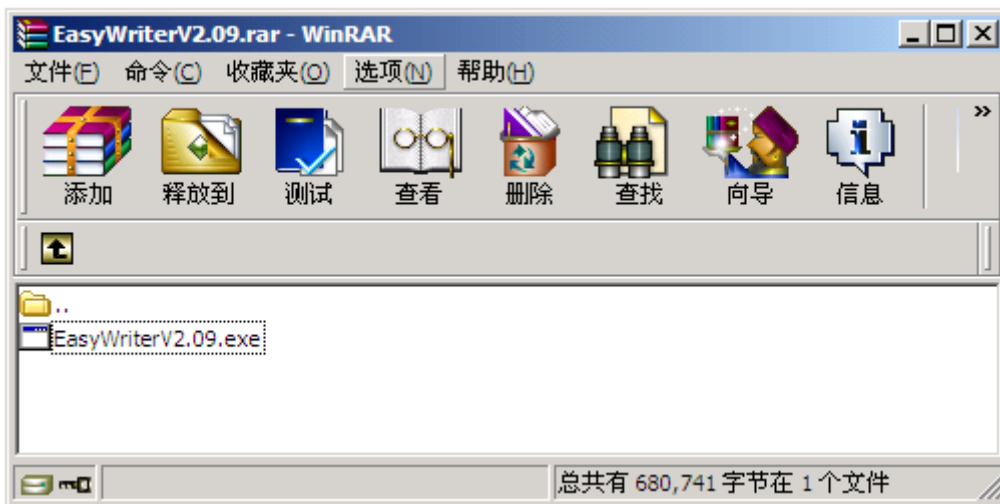 EasyWriterV2.09.rar - WinRAR
文件(F) 命令(C) 收藏夹(O) 选项(N) 帮助(H)
添加 释放到 测试 查看 删除 查找 向导 信息 »
..
EasyWriterV2.09.exe
总共有 680,741 字节在 1 个文件